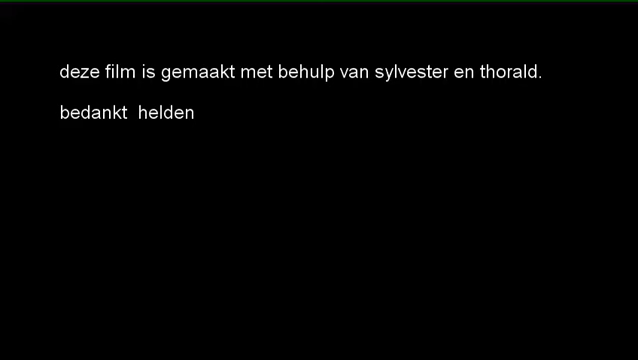 deze film is gemaakt met behulp van sylvester en thorald.
bedankt  helden